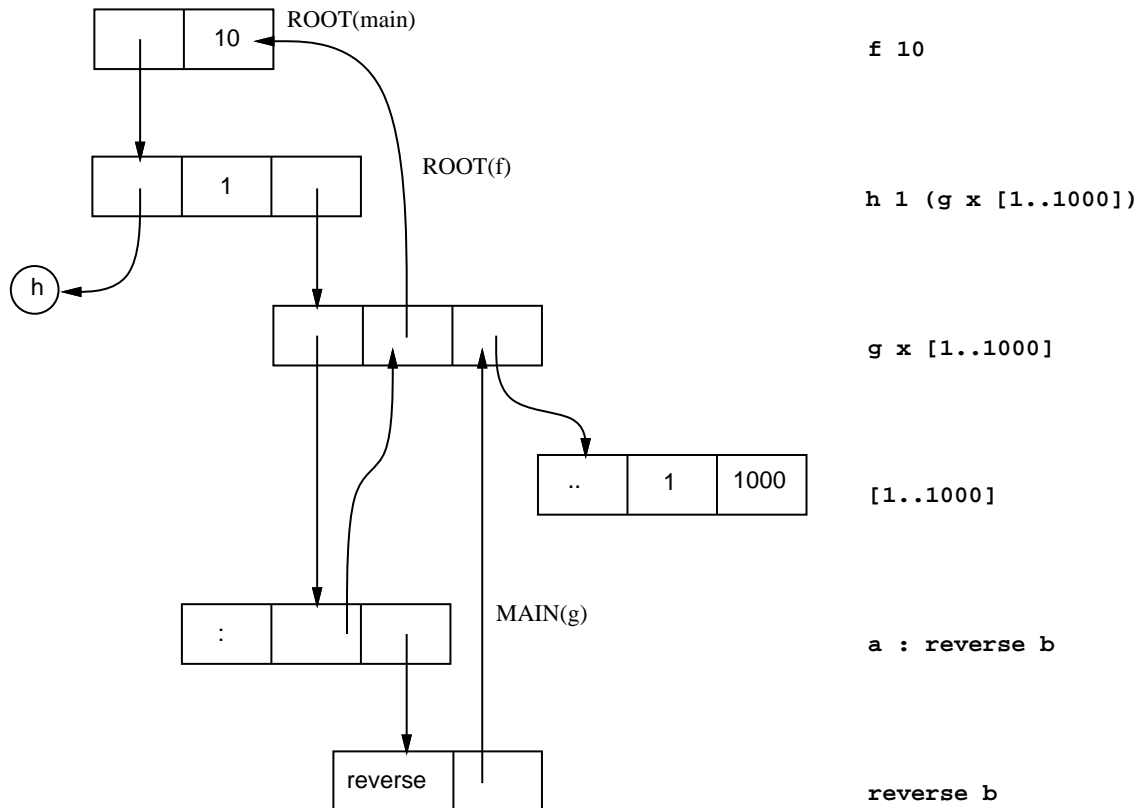 ROOT(main)
10
f 10
ROOT(f)
1
h 1 (g x [1..1000])
h
g x [1..1000]
.. 1 1000
[1..1000]
MAIN(g)
:
a : reverse b
reverse
reverse b